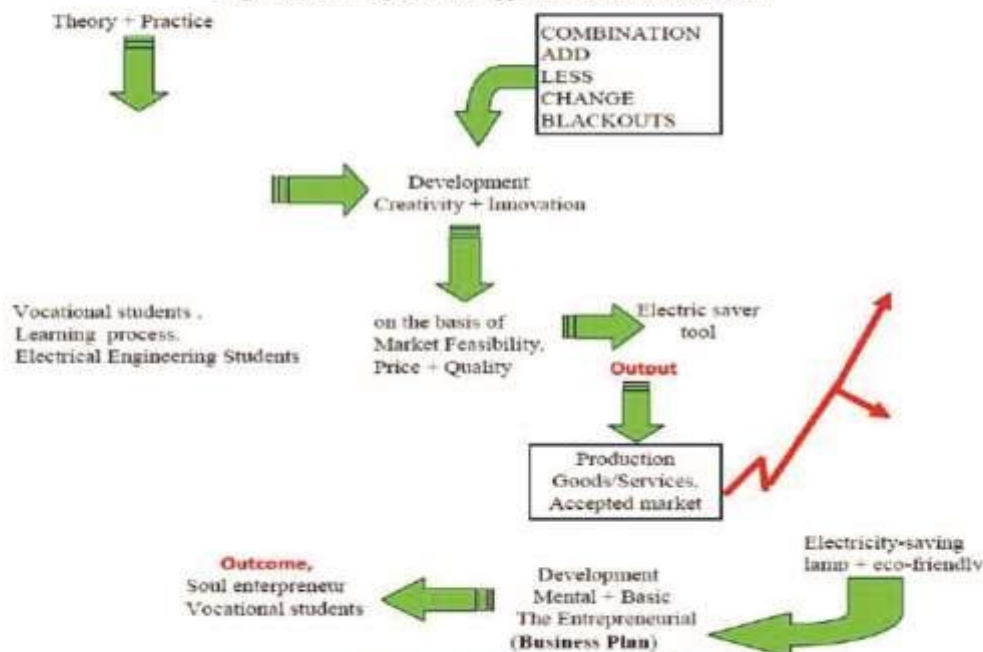 Theory + Practice
COMBINATION
ADD
LESS
CHANGE
BLACKOUTS
Development
Creativity + Innovation
Vocational students .
Learning process.
Electrical Engineering Students
on the basis of
Market Feasibility.
Price + Quality
Electric saver
tool
Output
Production
Goods/Services.
Accepted market
Electricity-saving
lamp + eco-friendly
Outcome,
Soul enterpreneur
Vocational students
Development
Mental + Basic
The Entrepreneurial
(Business Plan)